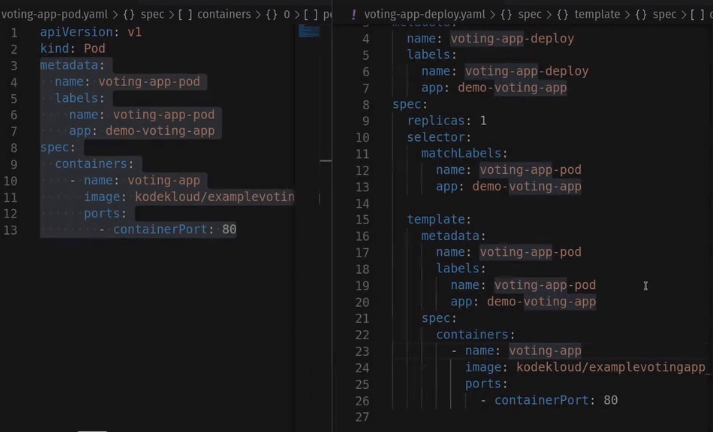 voting-app-pod.yaml > {} spec > [ ] containers > {} 0 > [ ]
1 apiVersion: v1
2 kind: Pod
3 metadata:
4 name: voting-app-pod
5 labels:
6 name: voting-app-pod
7 app: demo-voting-app
8 spec:
9 containers:
10 - name: voting-app
11 image: kodekloud/examplevotin
12 ports:
13 - containerPort: 80
! voting-app-deploy.yaml > {} spec > {} template > {} spec > [ ]
4 name: voting-app-deploy
5 labels:
6 name: voting-app-deploy
7 app: demo-voting-app
8 spec:
9 replicas: 1
10 selector:
11 matchLabels:
12 name: voting-app-pod
13 app: demo-voting-app
14
15 template:
16 metadata:
17 name: voting-app-pod
18 labels:
19 name: voting-app-pod
20 app: demo-voting-app
21 spec:
22 containers:
23 - name: voting-app
24 image: kodekloud/examplevotingapp_
25 ports:
26 - containerPort: 80
27